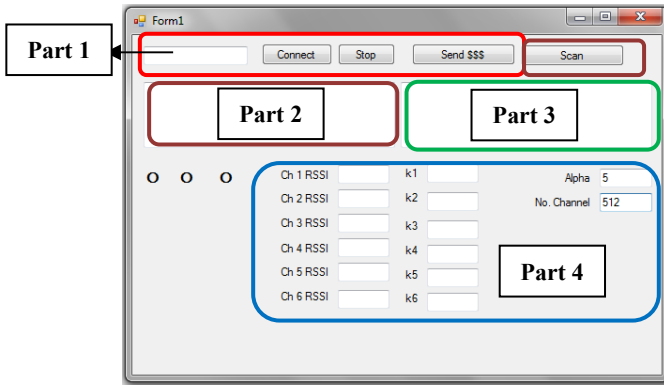 Form1
Part 1
Connect Stop Send $$$ Scan
Part 2 Part 3
O O O
Ch 1 RSSI k1 Alpha 5
Ch 2 RSSI k2 No. Channel 512
Ch 3 RSSI k3
Ch 4 RSSI k4
Ch 5 RSSI k5 Part 4
Ch 6 RSSI k6